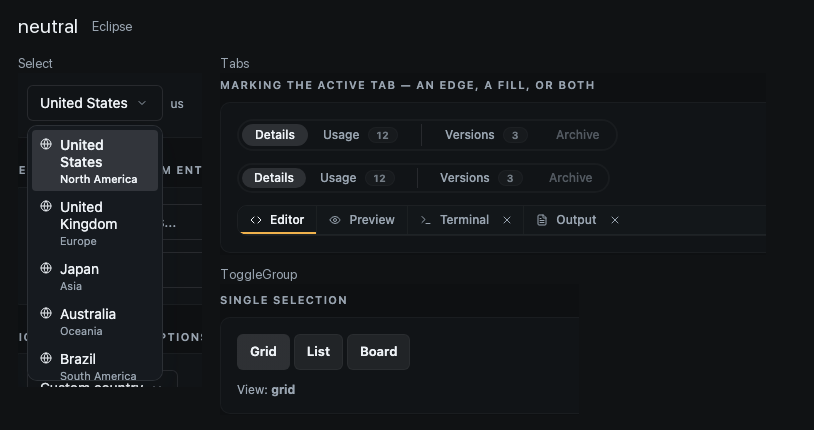 neutral Eclipse
Select
United States
us
United
States
North America
United
Kingdom
Europe
Japan
Asia
Australia
Oceania
Brazil
South America
Custom country
Tabs
MARKING THE ACTIVE TAB — AN EDGE, A FILL, OR BOTH
Details Usage 12 Versions 3 Archive
Details Usage 12 Versions 3 Archive
Editor Preview Terminal Output
ToggleGroup
SINGLE SELECTION
Grid List Board
View: grid